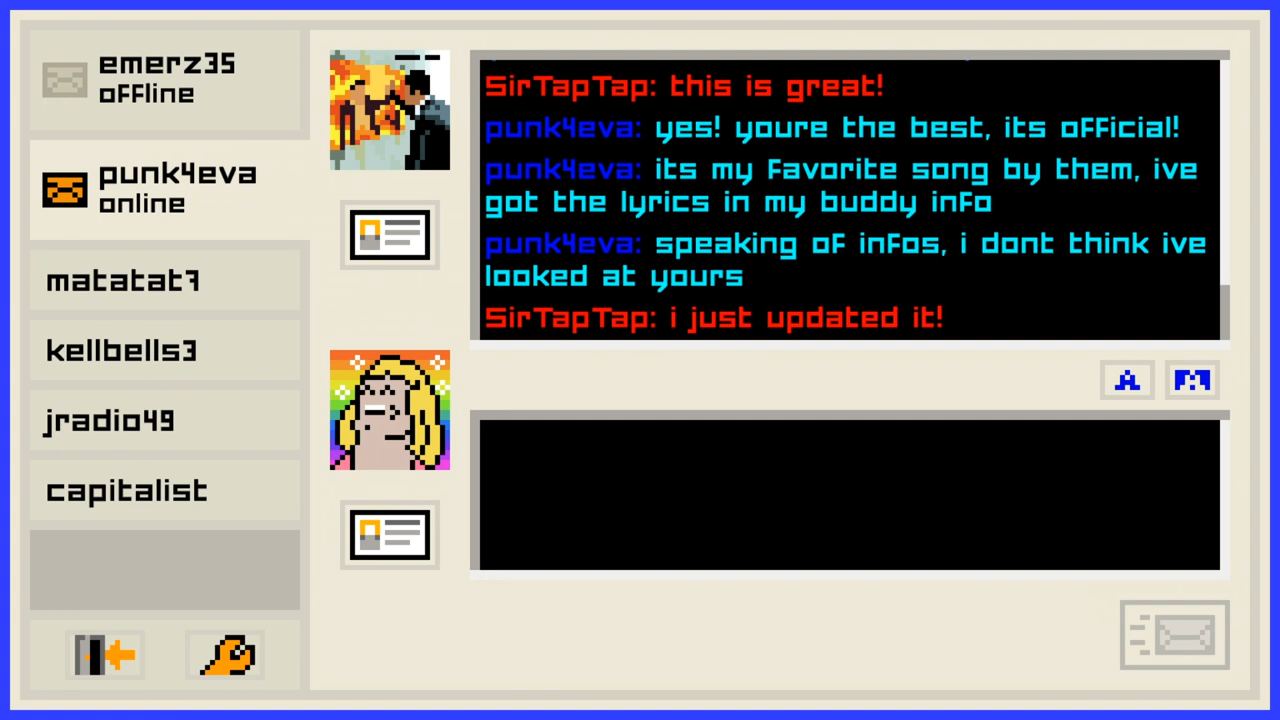 emerz35
offline
punk4eva
online
matatat7
kellbells3
jradio49
capitalist
SirTapTap: this is great!
punk4eva: yes! youre the best, its official!
punk4eva: its my favorite song by them, ive
got the lyrics in my buddy info
punk4eva: speaking of infos, i dont think ive
looked at yours
SirTapTap: i just updated it!
A